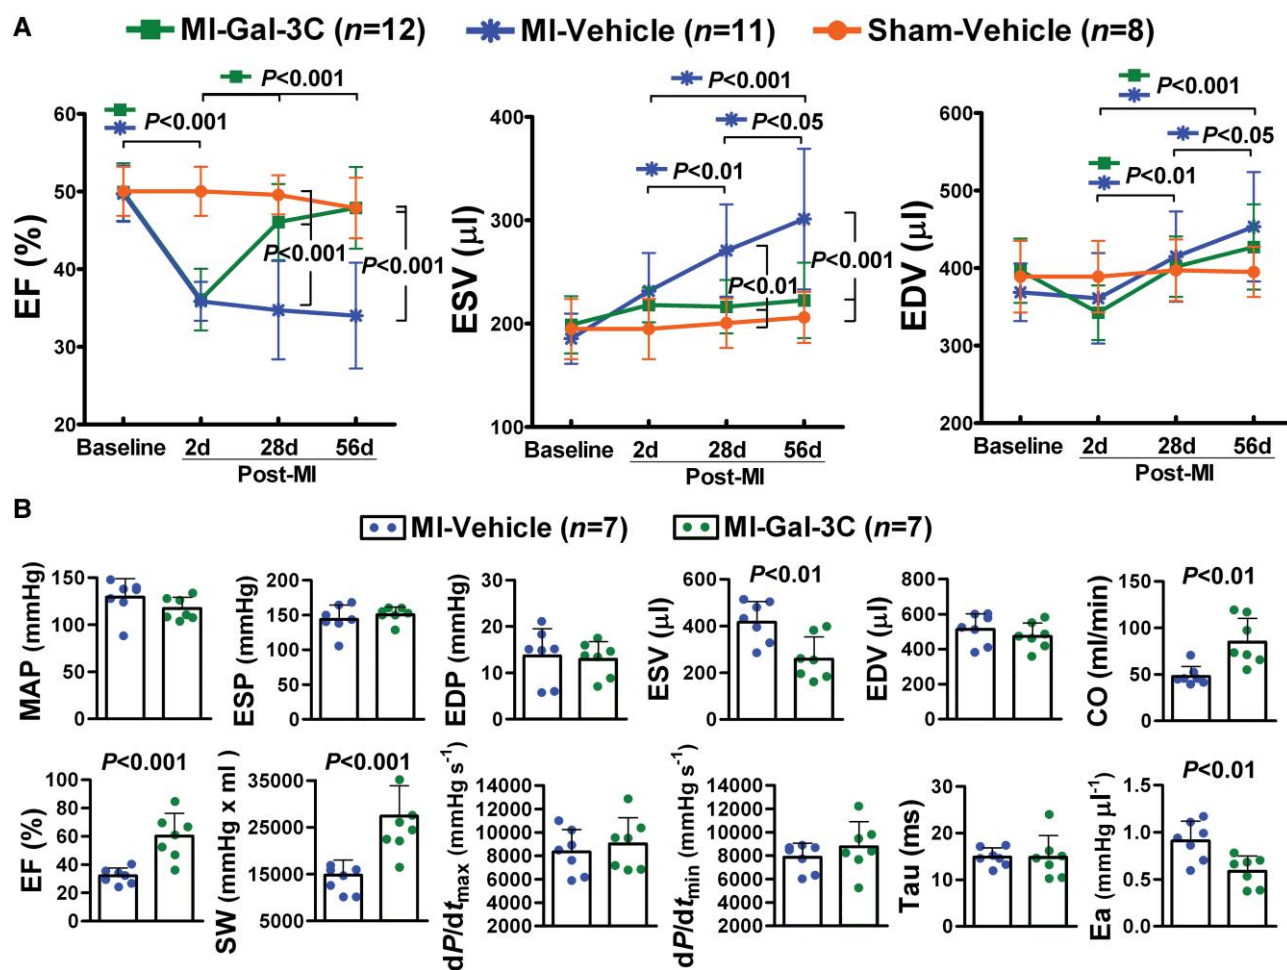 A
MI-Gal-3C (n=12)
MI-Vehicle (n=11)
Sham-Vehicle (n=8)
P<0.001
P<0.001
EF (%)
60
50
40
30
20
P<0.001
P<0.001
Baseline 2d 28d 56d
Post-MI
P<0.001
P<0.05
P<0.01
ESV (μl)
400
300
200
100
P<0.01
P<0.001
Baseline 2d 28d 56d
Post-MI
P<0.001
P<0.05
P<0.01
EDV (μl)
600
500
400
300
200
Baseline 2d 28d 56d
Post-MI
B
MI-Vehicle (n=7)
MI-Gal-3C (n=7)
MAP (mmHg)
150
100
50
0
ESP (mmHg)
200
150
100
50
0
EDP (mmHg)
30
20
10
0
P<0.01
ESV (μl)
600
400
200
0
EDV (μl)
800
600
400
200
0
P<0.01
CO (ml/min)
150
100
50
0
P<0.001
EF (%)
100
80
60
40
20
0
P<0.001
SW (mmHg x ml )
35000
25000
15000
5000
dP/dtmax (mmHg s-1)
14000
12000
10000
8000
6000
4000
2000
dP/dtmin (mmHg s-1)
14000
12000
10000
8000
6000
4000
2000
Tau (ms)
30
20
10
0
P<0.01
Ea (mmHg μl-1)
1.5
1.0
0.5
0.0